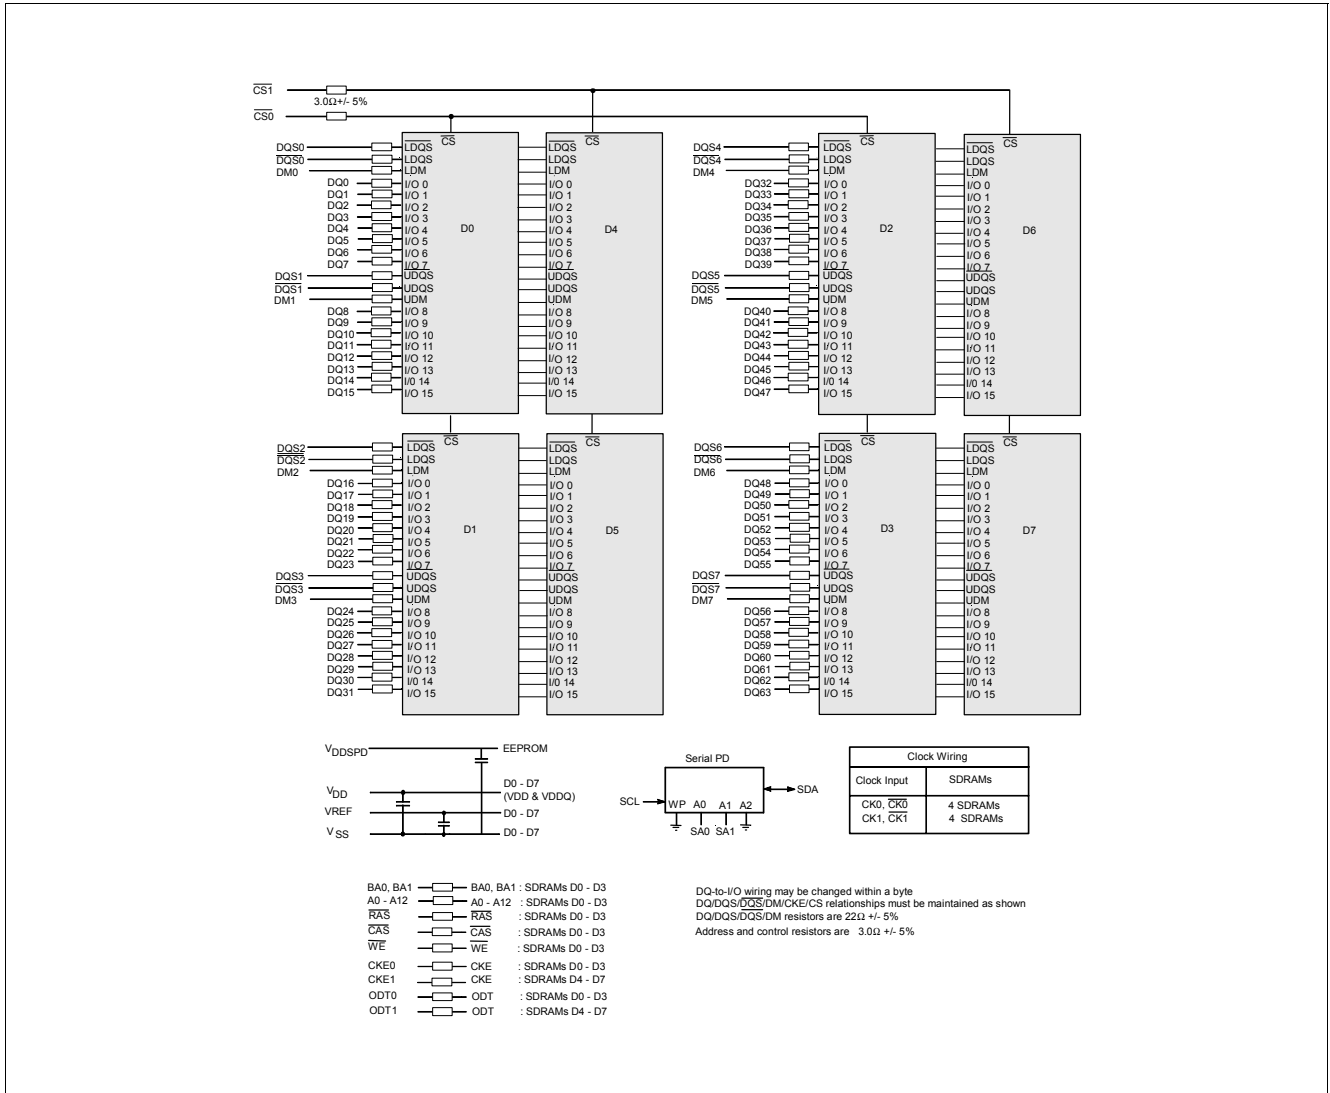 CS1
3.0Ω+/- 5%
CS0
CS
CS
CS
CS
DQS0
DQS0
DM0
DQ0
DQ1
DQ2
DQ3
DQ4
DQ5
DQ6
DQ7
DQS1
DQS1
DM1
DQ8
DQ9
DQ10
DQ11
DQ12
DQ13
DQ14
DQ15
LDQS
LDQS
LDM
I/O 0
I/O 1
I/O 2
I/O 3
I/O 4
I/O 5
I/O 6
I/O 7
UDQS
UDQS
UDM
I/O 8
I/O 9
I/O 10
I/O 11
I/O 12
I/O 13
I/0 14
I/O 15
D0
LDQS
LDQS
LDM
I/O 0
I/O 1
I/O 2
I/O 3
I/O 4
I/O 5
I/O 6
I/O 7
UDQS
UDQS
UDM
I/O 8
I/O 9
I/O 10
I/O 11
I/O 12
I/O 13
I/0 14
I/O 15
D4
DQS4
DQS4
DM4
DQ32
DQ33
DQ34
DQ35
DQ36
DQ37
DQ38
DQ39
DQS5
DQS5
DM5
DQ40
DQ41
DQ42
DQ43
DQ44
DQ45
DQ46
DQ47
LDQS
LDQS
LDM
I/O 0
I/O 1
I/O 2
I/O 3
I/O 4
I/O 5
I/O 6
I/O 7
UDQS
UDQS
UDM
I/O 8
I/O 9
I/O 10
I/O 11
I/O 12
I/O 13
I/0 14
I/O 15
D2
LDQS
LDQS
LDM
I/O 0
I/O 1
I/O 2
I/O 3
I/O 4
I/O 5
I/O 6
I/O 7
UDQS
UDQS
UDM
I/O 8
I/O 9
I/O 10
I/O 11
I/O 12
I/O 13
I/0 14
I/O 15
D6
CS
CS
CS
CS
DQS2
DQS2
DM2
DQ16
DQ17
DQ18
DQ19
DQ20
DQ21
DQ22
DQ23
DQS3
DQS3
DM3
DQ24
DQ25
DQ26
DQ27
DQ28
DQ29
DQ30
DQ31
LDQS
LDQS
LDM
I/O 0
I/O 1
I/O 2
I/O 3
I/O 4
I/O 5
I/O 6
I/O 7
UDQS
UDQS
UDM
I/O 8
I/O 9
I/O 10
I/O 11
I/O 12
I/O 13
I/0 14
I/O 15
D1
LDQS
LDQS
LDM
I/O 0
I/O 1
I/O 2
I/O 3
I/O 4
I/O 5
I/O 6
I/O 7
UDQS
UDQS
UDM
I/O 8
I/O 9
I/O 10
I/O 11
I/O 12
I/O 13
I/0 14
I/O 15
D5
DQS6
DQS6
DM6
DQ48
DQ49
DQ50
DQ51
DQ52
DQ53
DQ54
DQ55
DQS7
DQS7
DM7
DQ56
DQ57
DQ58
DQ59
DQ60
DQ61
DQ62
DQ63
LDQS
LDQS
LDM
I/O 0
I/O 1
I/O 2
I/O 3
I/O 4
I/O 5
I/O 6
I/O 7
UDQS
UDQS
UDM
I/O 8
I/O 9
I/O 10
I/O 11
I/O 12
I/O 13
I/0 14
I/O 15
D3
LDQS
LDQS
LDM
I/O 0
I/O 1
I/O 2
I/O 3
I/O 4
I/O 5
I/O 6
I/O 7
UDQS
UDQS
UDM
I/O 8
I/O 9
I/O 10
I/O 11
I/O 12
I/O 13
I/0 14
I/O 15
D7
VDDSPD EEPROM
VDD D0 - D7
(VDD & VDDQ)
VREF D0 - D7
VSS D0 - D7
Serial PD
SCL SDA
WP A0 A1 A2
SA0 SA1
Clock Wiring
Clock Input SDRAMs
CK0, CK0 4 SDRAMs
CK1, CK1 4 SDRAMs
BA0, BA1 BA0, BA1 : SDRAMs D0 - D3
A0 - A12 A0 - A12 : SDRAMs D0 - D3
RAS RAS : SDRAMs D0 - D3
CAS CAS : SDRAMs D0 - D3
WE WE : SDRAMs D0 - D3
CKE0 CKE : SDRAMs D0 - D3
CKE1 CKE : SDRAMs D4 - D7
ODT0 ODT : SDRAMs D0 - D3
ODT1 ODT : SDRAMs D4 - D7
DQ-to-I/O wiring may be changed within a byte
DQ/DQS/DQS/DM/CKE/CS relationships must be maintained as shown
DQ/DQS/DQS/DM resistors are 22Ω +/- 5%
Address and control resistors are 3.0Ω +/- 5%